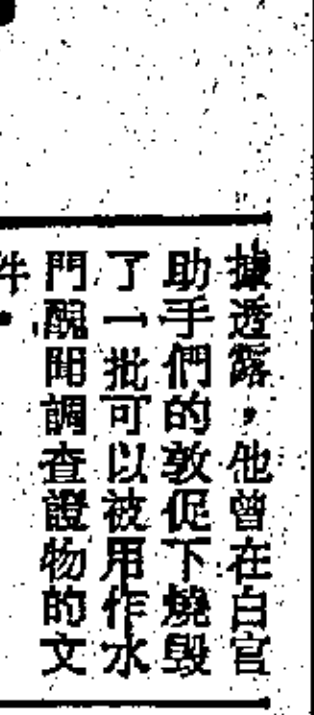 據透露，他曾在白官
助手們的敦促下燒毀
了一批可以被用作水
門醜聞調查證物的文
件。